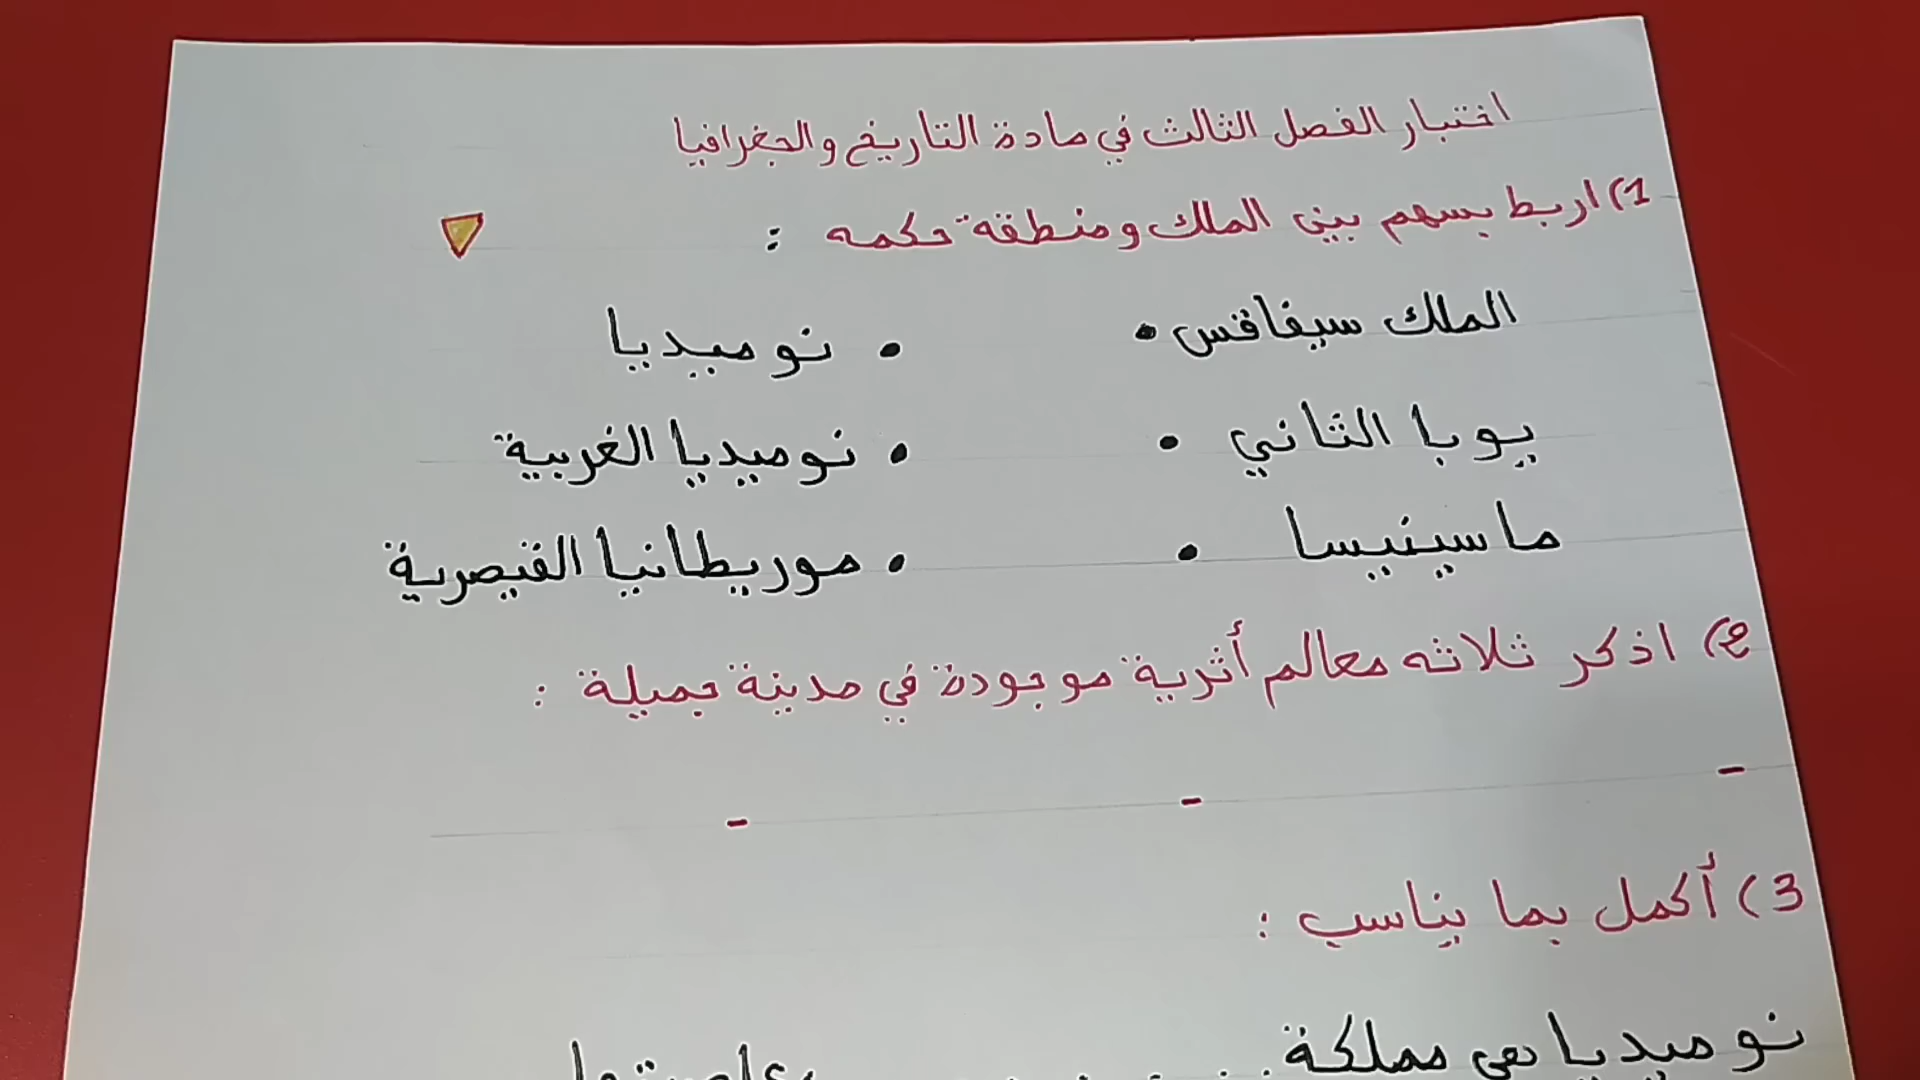 اختبار الفصل الثالث في مادة التاريخ والجغرافيا
1) اربط بسهم بين الملك ومنطقة حكمه :
الملك سيفاقس • • نوميديا
يوبا الثاني • • نوميديا الغربية
ماسينيسا • • موريطانيا القيصرية
2) اذكر ثلاثه معالم أثرية موجودة في مدينة جميلة :
- - -
3) أكمل بما يناسب :
نوميديا هي مملكة